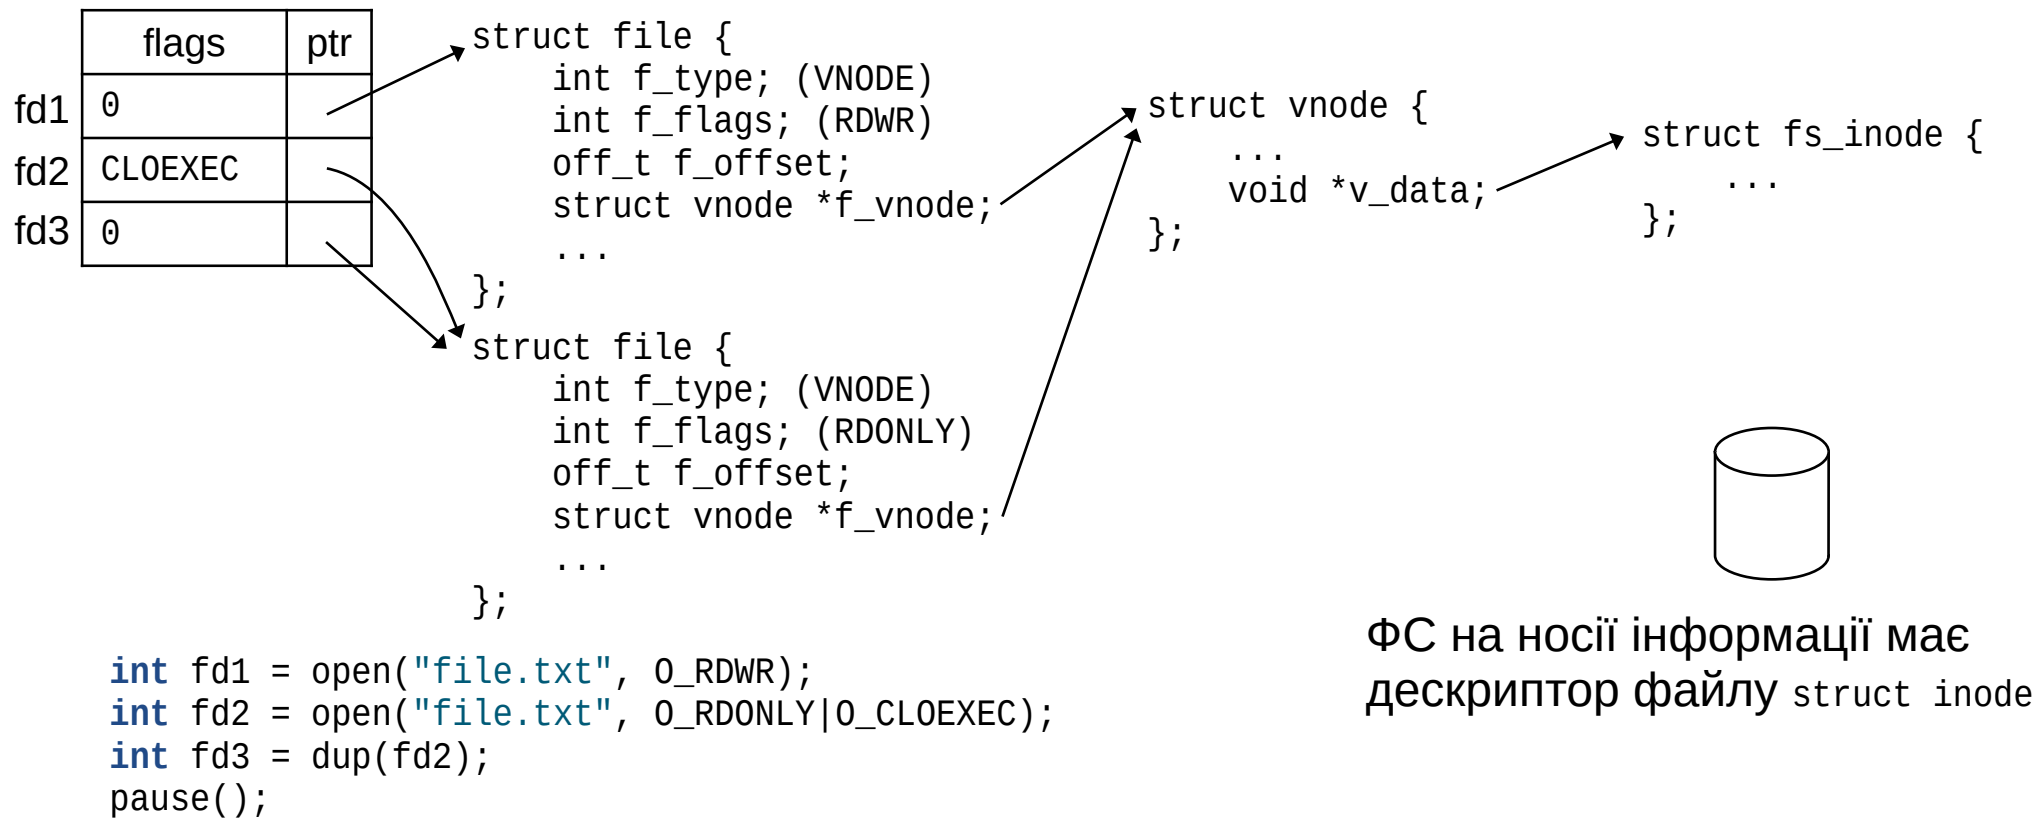 flags ptr
fd1 0
fd2 CLOEXEC
fd3 0
struct file {
int f_type; (VNODE)
int f_flags; (RDWR)
off_t f_offset;
struct vnode *f_vnode;
...
};
struct file {
int f_type; (VNODE)
int f_flags; (RDONLY)
off_t f_offset;
struct vnode *f_vnode;
...
};
struct vnode {
...
void *v_data;
};
struct fs_inode {
...
};
ФС на носії інформації має
дескриптор файлу struct inode
int fd1 = open("file.txt", O_RDWR);
int fd2 = open("file.txt", O_RDONLY|O_CLOEXEC);
int fd3 = dup(fd2);
pause();